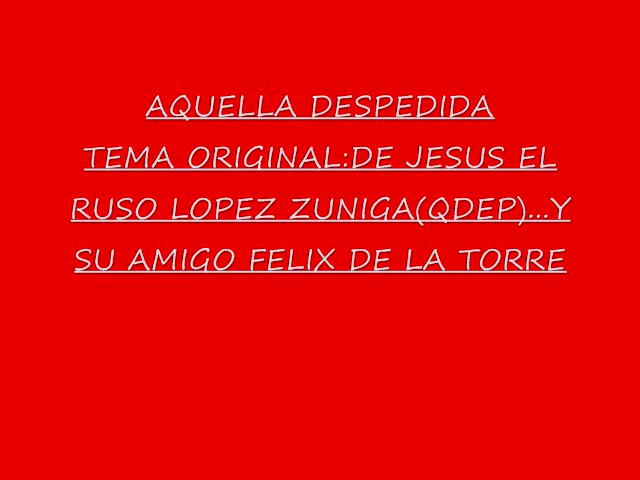 AQUELLA DESPEDIDA
TEMA ORIGINAL:DE JESUS EL
RUSO LOPEZ ZUNIGA(QDEP)...Y
SU AMIGO FELIX DE LA TORRE